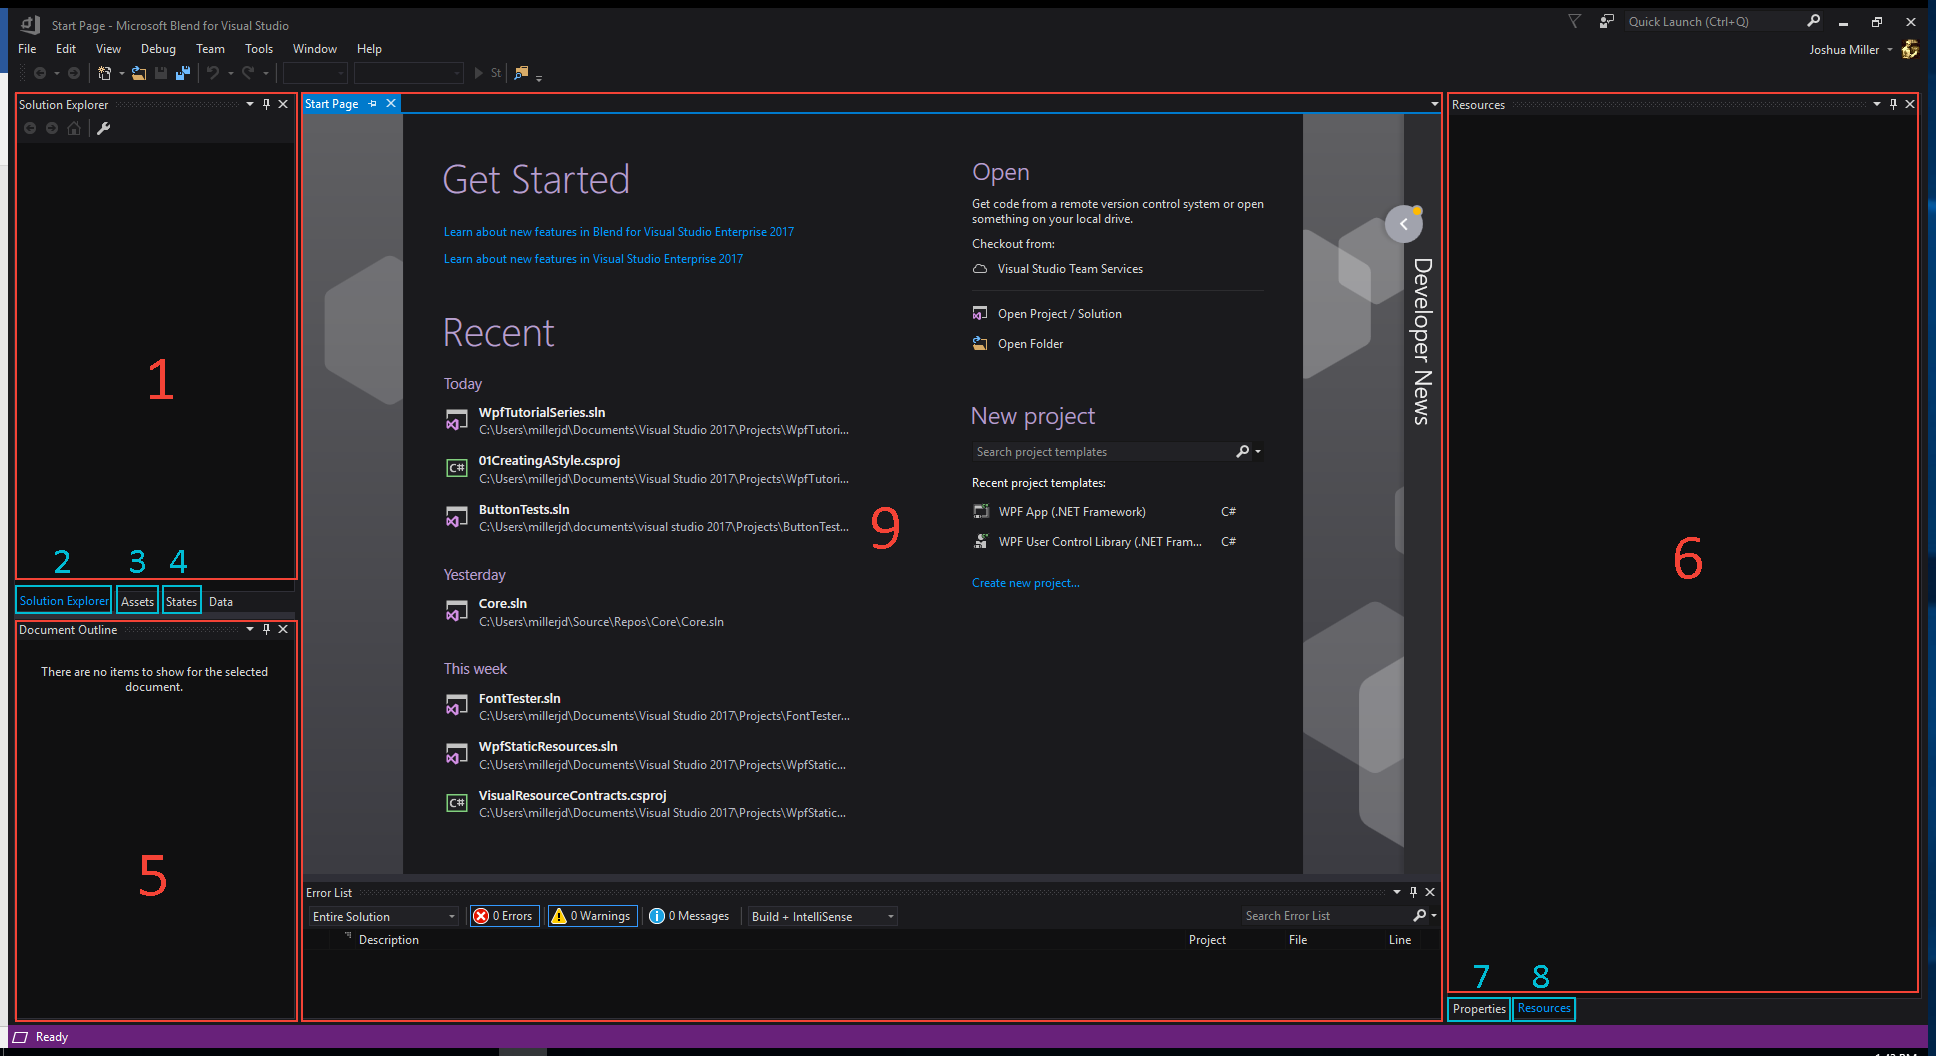 Start Page - Microsoft Blend for Visual Studio
Quick Launch (Ctrl+Q)
File Edit View Debug Team Tools Window Help
Joshua Miller
St
Solution Explorer
1
2 3 4
Solution Explorer Assets States Data
Document Outline
There are no items to show for the selected
document.
5
Start Page
Get Started
Learn about new features in Blend for Visual Studio Enterprise 2017
Learn about new features in Visual Studio Enterprise 2017
Recent
Today
WpfTutorialSeries.sln
C:\Users\millerjd\Documents\Visual Studio 2017\Projects\WpfTutori...
C#
01CreatingAStyle.csproj
C:\Users\millerjd\Documents\Visual Studio 2017\Projects\WpfTutori...
ButtonTests.sln
C:\Users\millerjd\documents\visual studio 2017\Projects\ButtonTest...
9
Yesterday
Core.sln
C:\Users\millerjd\Source\Repos\Core\Core.sln
This week
FontTester.sln
C:\Users\millerjd\Documents\Visual Studio 2017\Projects\FontTester...
WpfStaticResources.sln
C:\Users\millerjd\Documents\Visual Studio 2017\Projects\WpfStatic...
C#
VisualResourceContracts.csproj
C:\Users\millerjd\Documents\Visual Studio 2017\Projects\WpfStatic...
Open
Get code from a remote version control system or open
something on your local drive.
Checkout from:
Visual Studio Team Services
Open Project / Solution
Open Folder
New project
Search project templates
Recent project templates:
WPF App (.NET Framework) C#
WPF User Control Library (.NET Fram... C#
Create new project...
Developer News
Error List
Entire Solution 0 Errors 0 Warnings 0 Messages Build + IntelliSense Search Error List
Description Project File Line
Resources
6
7 8
Properties Resources
Ready